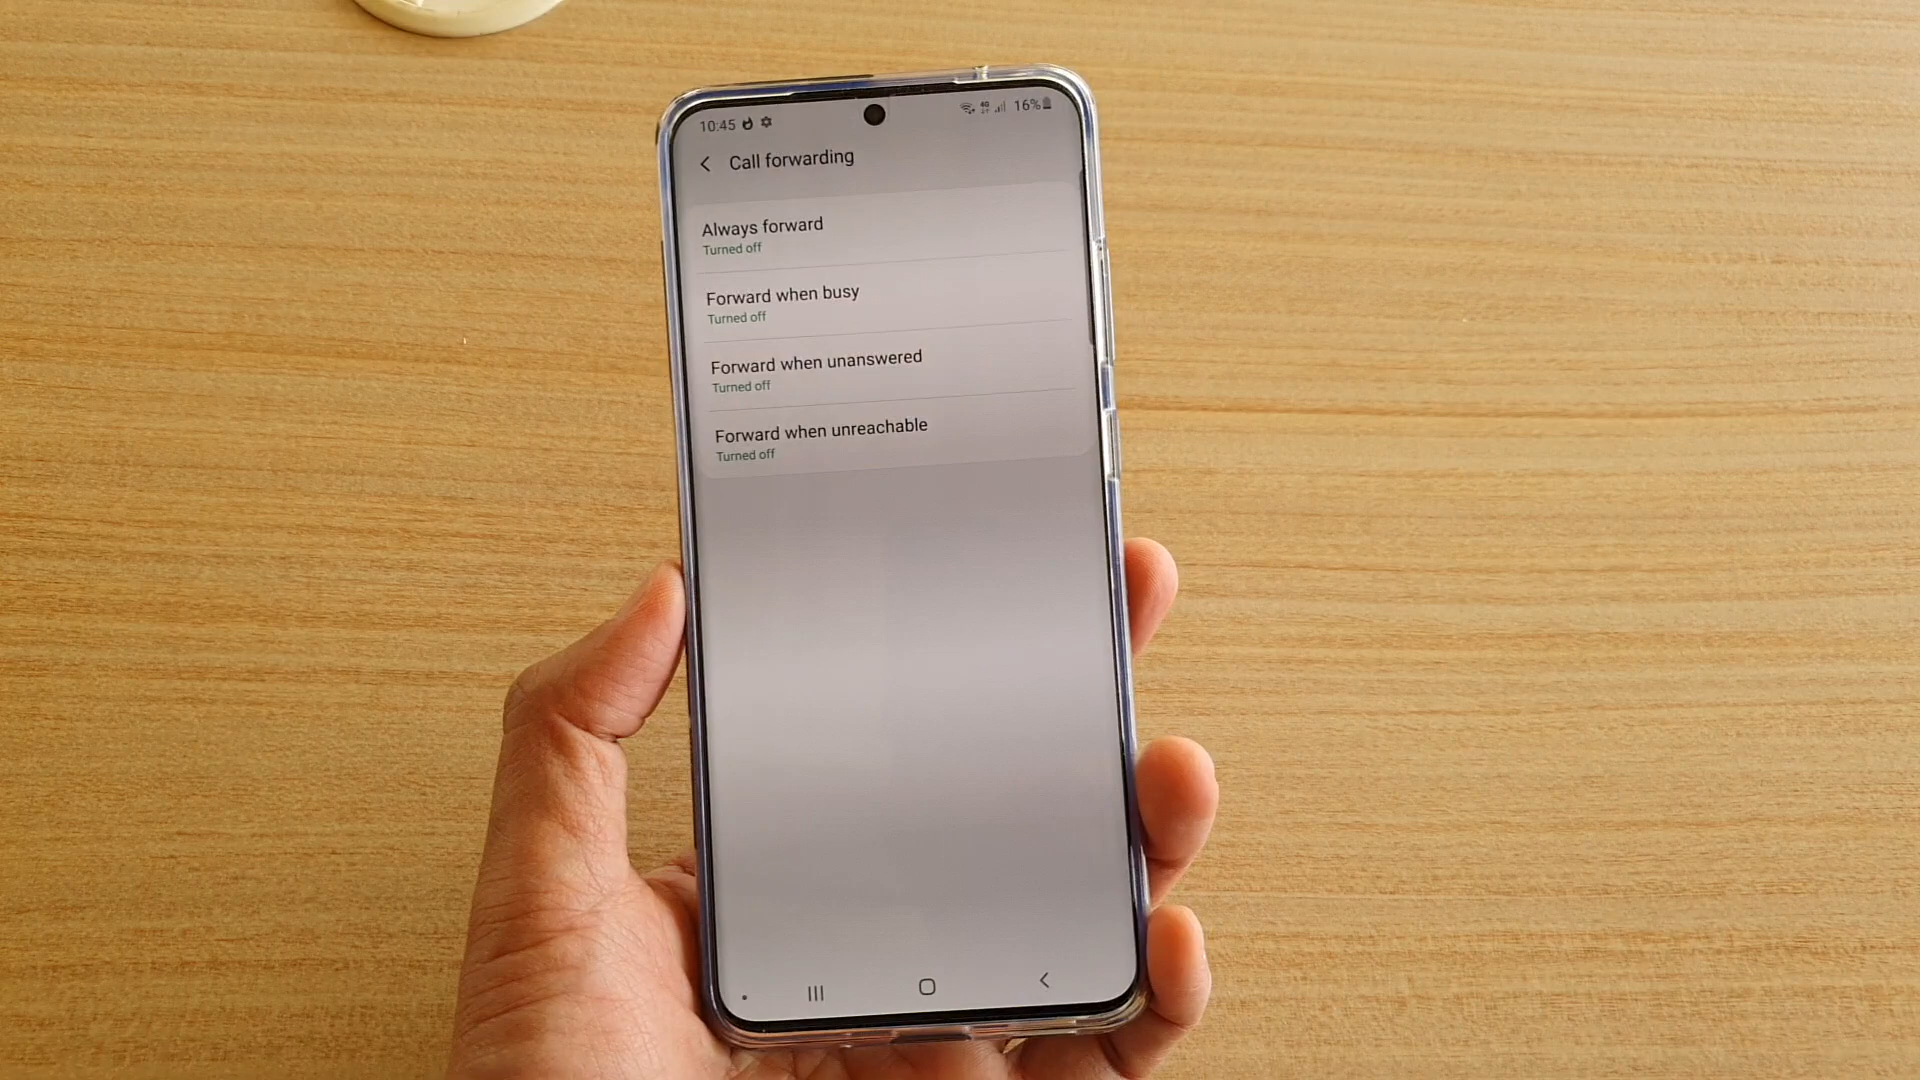 10:45
4G
16%
Call forwarding
Always forward
Turned off
Forward when busy
Turned off
Forward when unanswered
Turned off
Forward when unreachable
Turned off